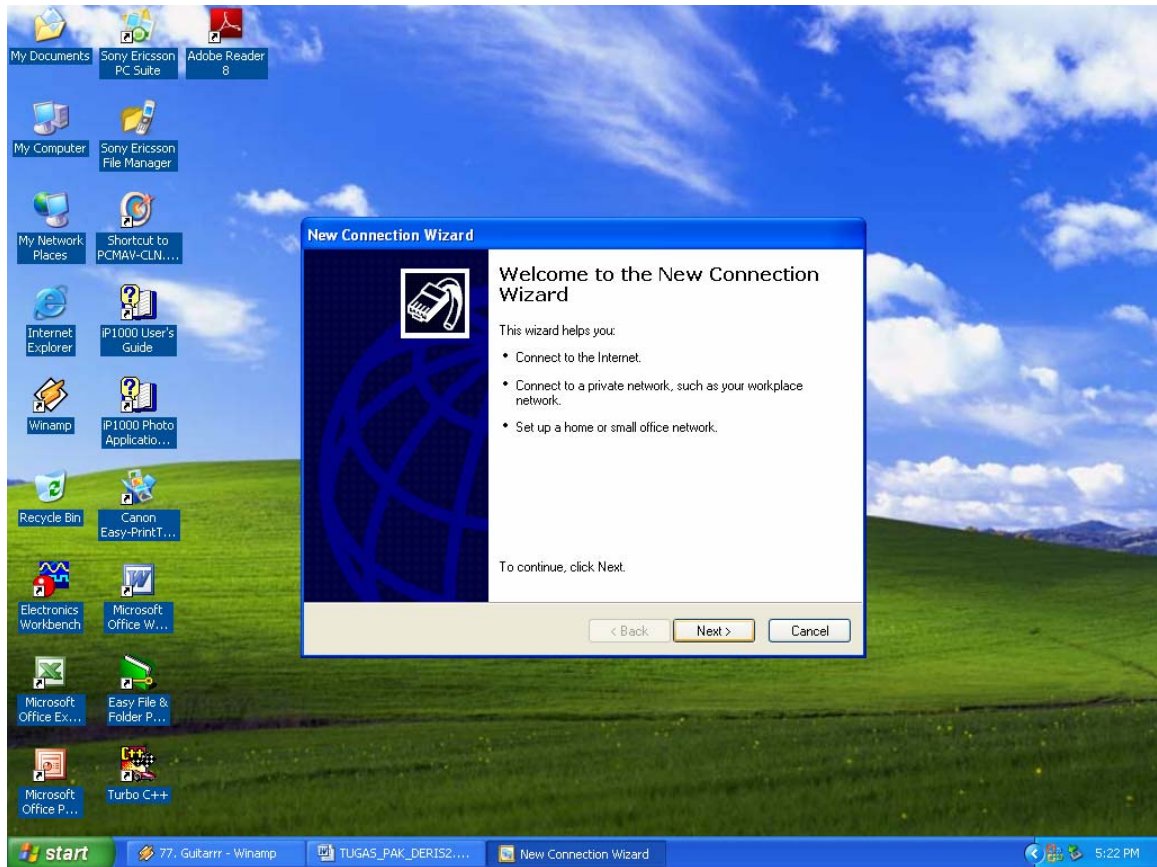 My Documents
Sony Ericsson
PC Suite
Adobe Reader
8
My Computer
Sony Ericsson
File Manager
My Network
Places
Shortcut to
PCMAV-CLN....
Internet
Explorer
iP1000 User's
Guide
Winamp
iP1000 Photo
Applicatio...
Recycle Bin
Canon
Easy-PrintT...
Electronics
Workbench
Microsoft
Office W...
Microsoft
Office Ex...
Easy File &
Folder P...
Microsoft
Office P...
Turbo C++
New Connection Wizard
Welcome to the New Connection
Wizard
This wizard helps you:
• Connect to the Internet.
• Connect to a private network, such as your workplace
network.
• Set up a home or small office network.
To continue, click Next.
< Back
Next >
Cancel
start
77. Guitarrr - Winamp
TUGAS_PAK_DERIS2....
New Connection Wizard
5:22 PM